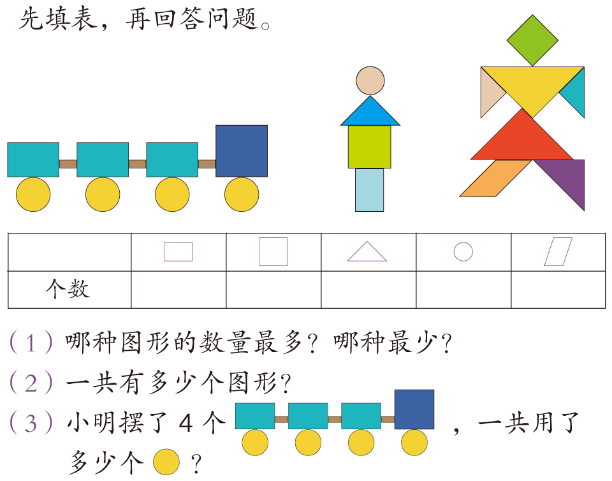 先填表，再回答问题。
个数
（1）哪种图形的数量最多？哪种最少？
（2）一共有多少个图形？
（3）小明摆了 4 个 ，一共用了
多少个 ？